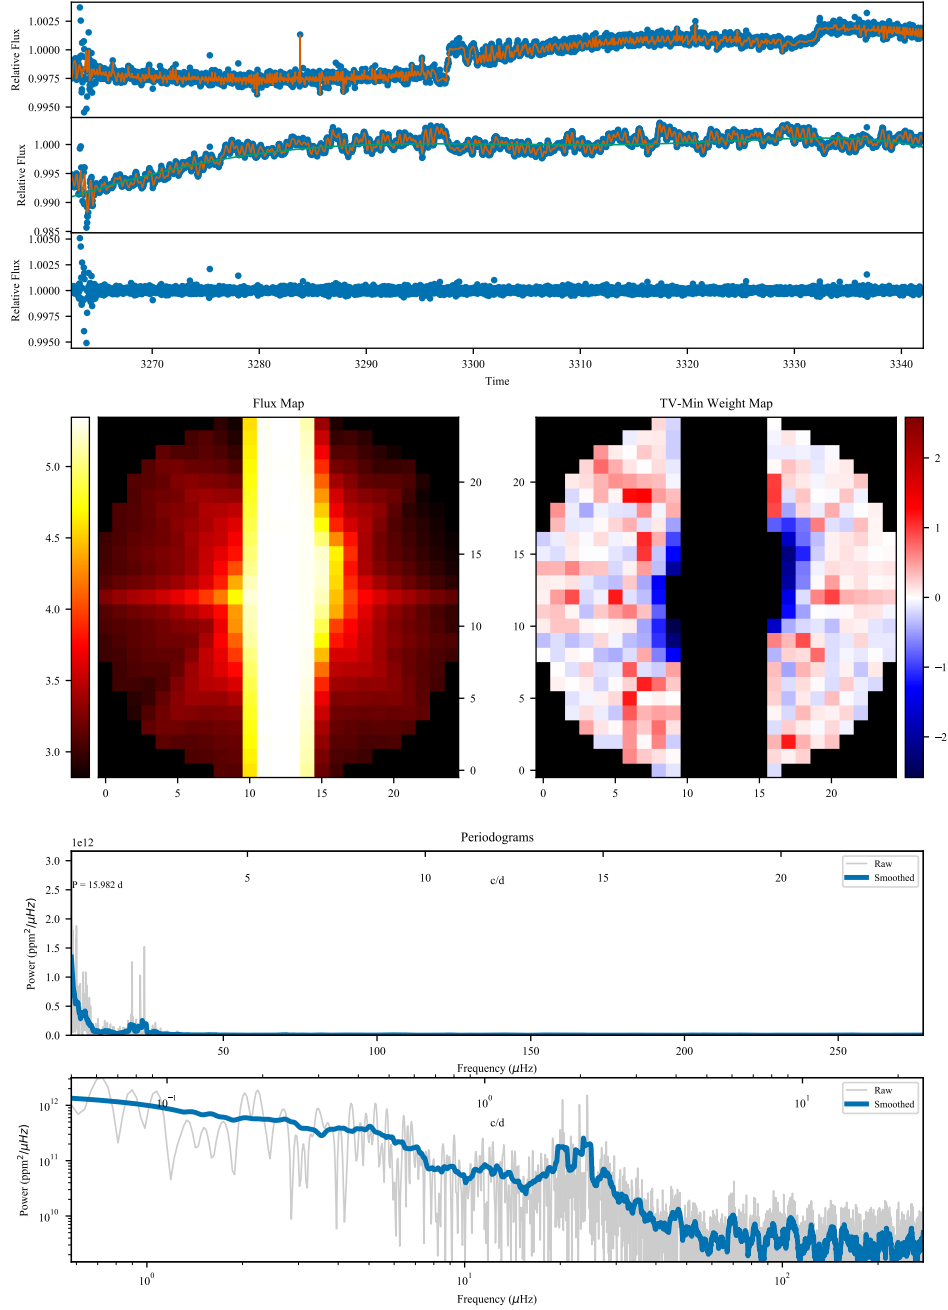 1.0025
1.0000
0.9975
0.9950
Relative Flux
1.000
0.995
0.990
0.985
Relative Flux
1.0050
1.0025
1.0000
0.9975
0.9950
Relative Flux
3270 3280 3290 3300 3310 3320 3330 3340
Time
Flux Map TV-Min Weight Map
5.0
4.5
4.0
3.5
3.0
20
15
10
5
0
0 5 10 15 20
20
15
10
5
0
0 5 10 15 20
2
1
0
−1
−2
Periodograms
1e12
3.0
2.5
2.0
1.5
1.0
0.5
0.0
Power (ppm²/μHz)
5 10 15 20
c/d
P = 15.982 d
Raw
Smoothed
50 100 150 200 250
Frequency (μHz)
10¹²
10¹¹
10¹⁰
Power (ppm²/μHz)
10⁻¹ 10⁰ 10¹
c/d
Raw
Smoothed
10⁰ 10¹ 10²
Frequency (μHz)